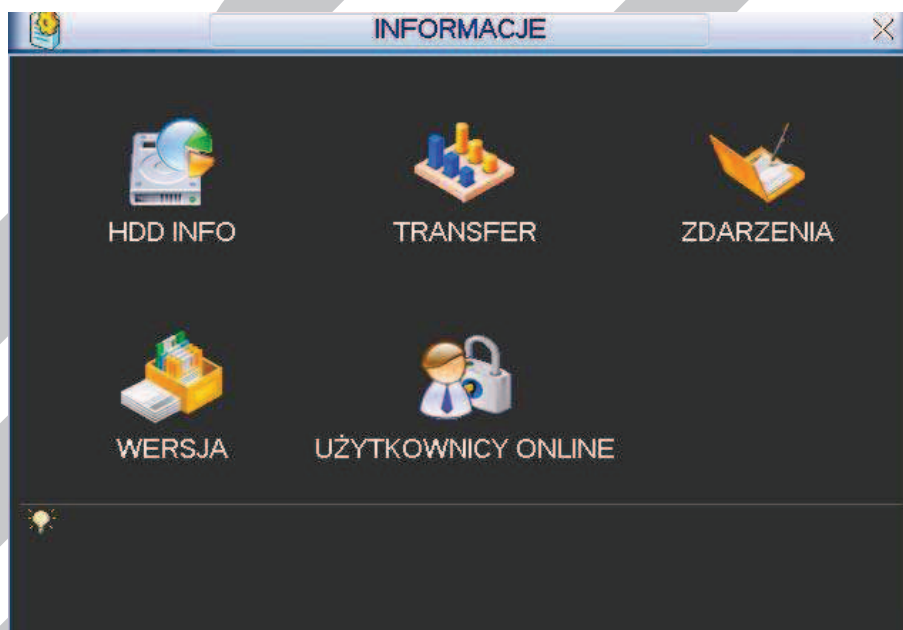 INFORMACJE
HDD INFO
TRANSFER
ZDARZENIA
WERSJA
UŻYTKOWNICY ONLINE